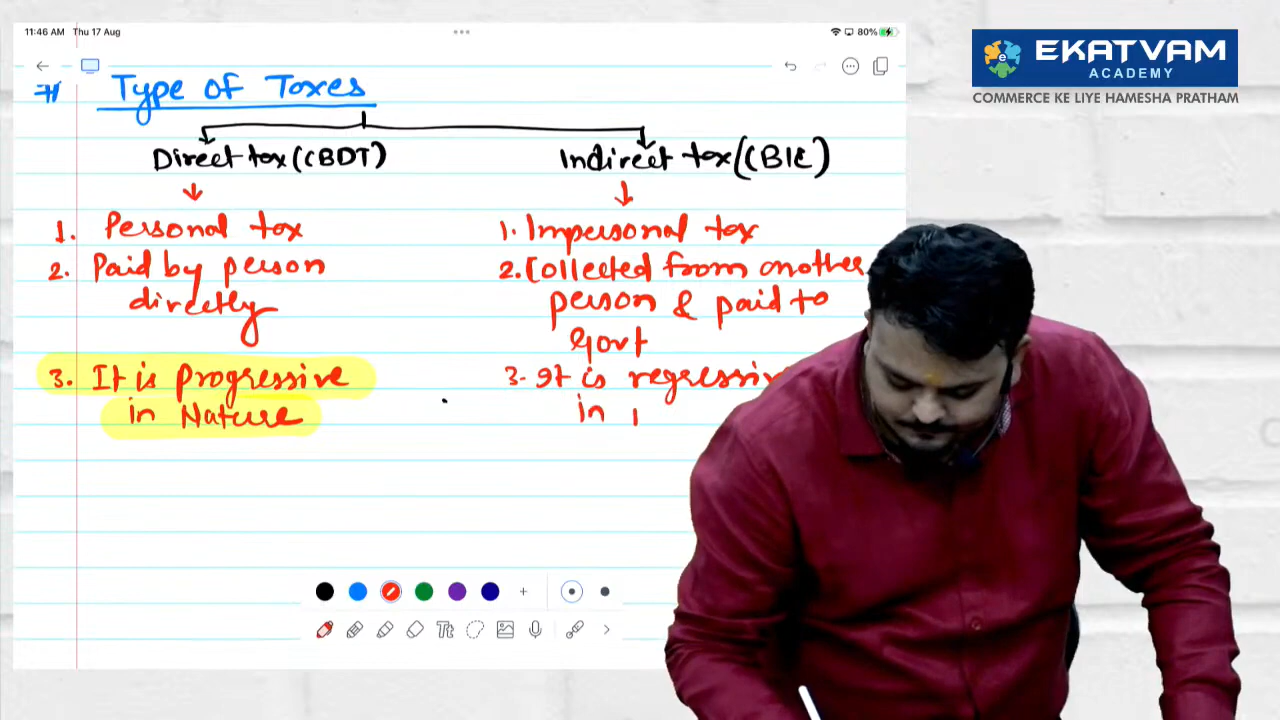 11:46 AM Thu 17 Aug
80%
EKATVAM
ACADEMY
COMMERCE KE LIYE HAMESHA PRATHAM
# Type of Taxes
Direct tax (CBDT)
1. Personal tax
2. Paid by person
directly
3. It is Progressive
in Nature
Indirect tax (CBIC)
1. Impersonal tax
2. Collected from another
person & paid to
Govt
3. It is regressiv
in
Tt